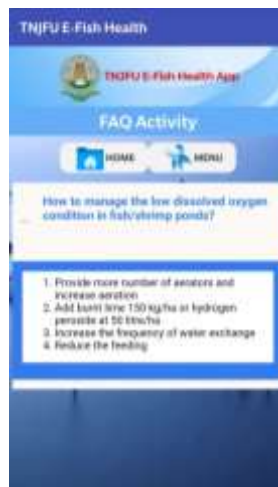 TNJFU E-Fish Health
TNJFU E-Fish Health App
FAQ Activity
HOME
MENU
How to manage the low dissolved oxygen
condition in fish/shrimp ponds?
1. Provide more number of aerators and
increase aeration
2. Add burnt lime 150 kg/ha or hydrogen
peroxide at 50 litre/ha
3. Increase the frequency of water exchange
4. Reduce the feeding